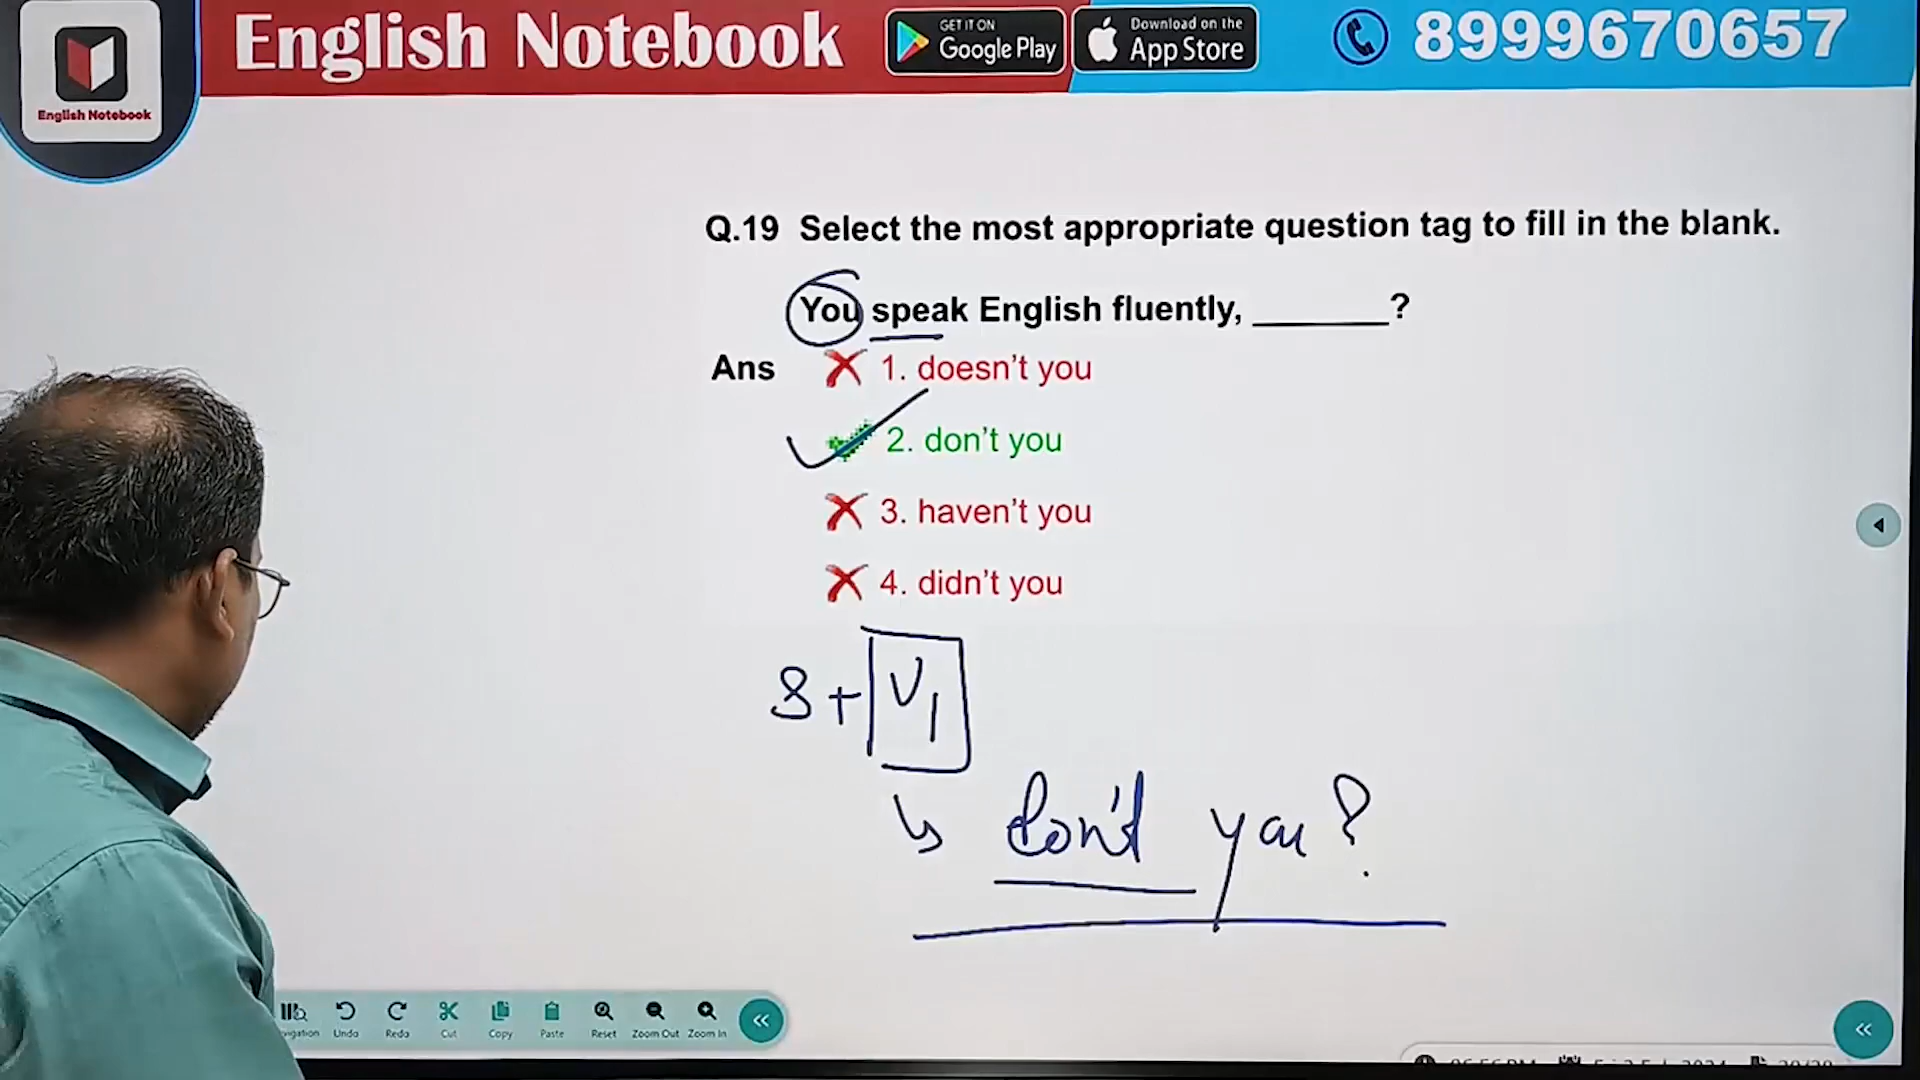 English Notebook
GET IT ON
Google Play
Download on the
App Store
8999670657
English Notebook
Q.19 Select the most appropriate question tag to fill in the blank.
You speak English fluently, ________?
Ans
1. doesn't you
2. don't you
3. haven't you
4. didn't you
S + V1
don't you?
Undo Redo Cut Copy Paste Reset Zoom Out Zoom In